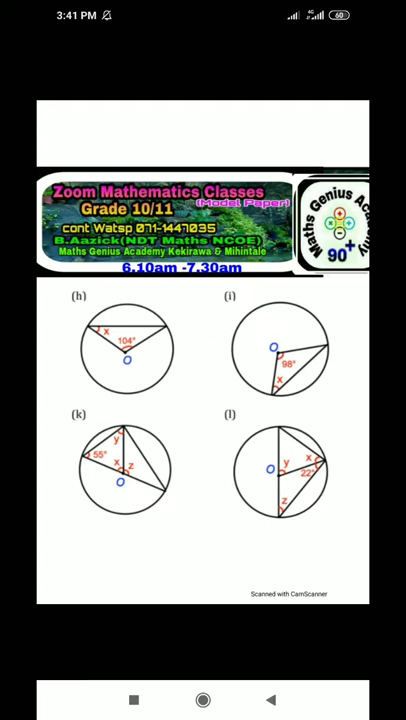 3:41 PM
4G
60
Zoom Mathematics Classes
(Model Paper)
Grade 10/11
cont Watsp 071-1447035
B.Aazick(NDT Maths NCOE)
Maths Genius Academy Kekirawa & Mihintale
6.10am -7.30am
Maths Genius Academy
90+
(h)
x
104°
O
(i)
O
98°
x
(k)
y
55°
x z
O
(l)
x
O y
22°
z
Scanned with CamScanner